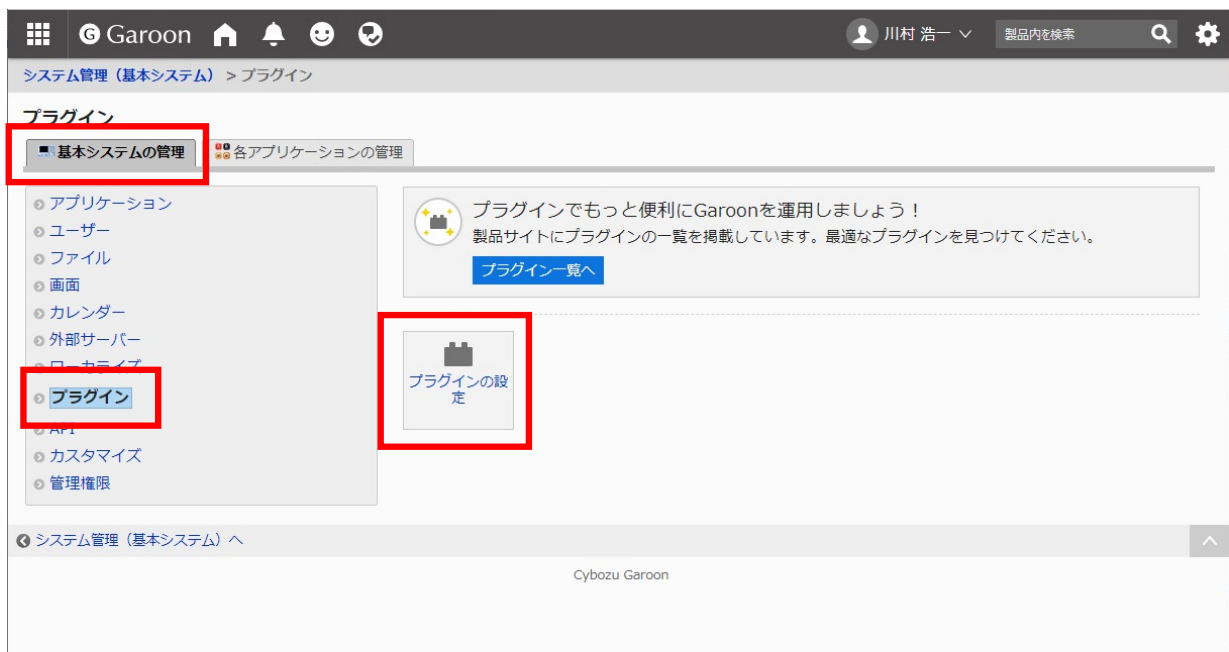 Garoon
川村 浩一
製品内を検索
システム管理（基本システム） > プラグイン
プラグイン
基本システムの管理
各アプリケーションの管理
アプリケーション
ユーザー
ファイル
画面
カレンダー
外部サーバー
ローカライズ
プラグイン
API
カスタマイズ
管理権限
プラグインでもっと便利にGaroonを運用しましょう！
製品サイトにプラグインの一覧を掲載しています。最適なプラグインを見つけてください。
プラグイン一覧へ
プラグインの設
定
システム管理（基本システム）へ
Cybozu Garoon